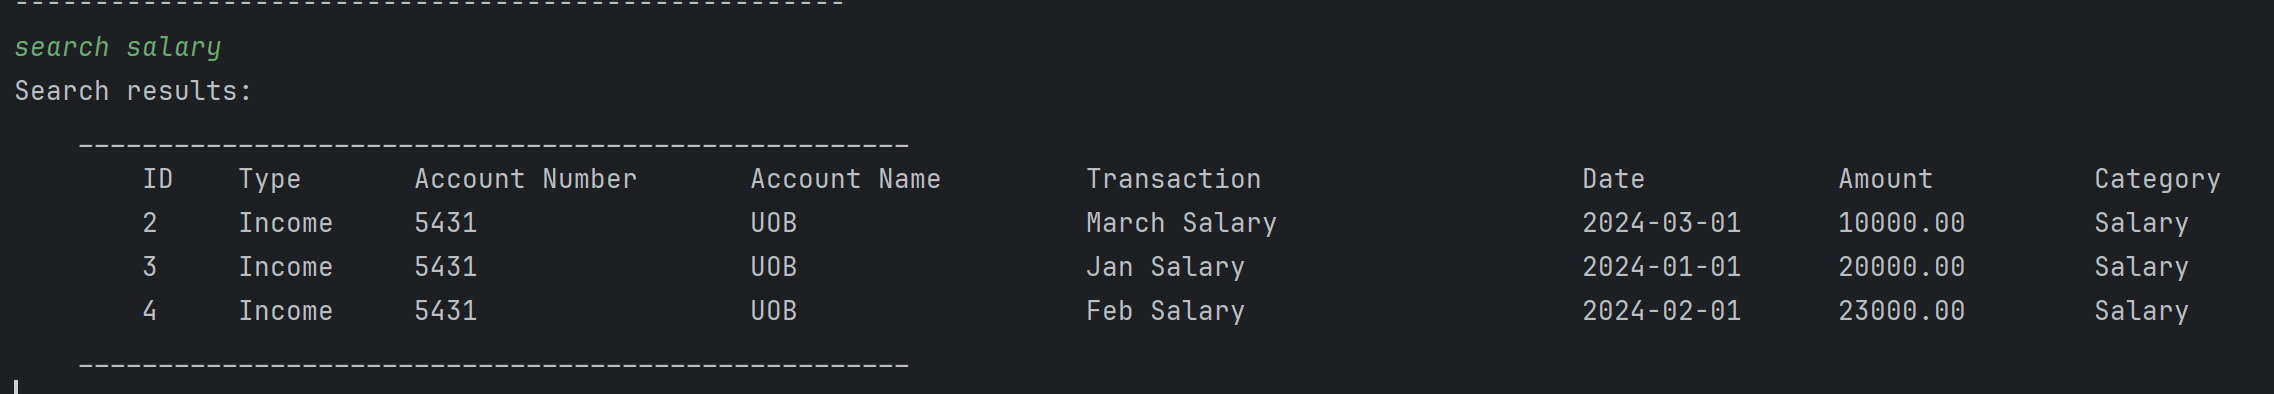 search salary
Search results:
ID Type Account Number Account Name Transaction Date Amount Category
2 Income 5431 UOB March Salary 2024-03-01 10000.00 Salary
3 Income 5431 UOB Jan Salary 2024-01-01 20000.00 Salary
4 Income 5431 UOB Feb Salary 2024-02-01 23000.00 Salary